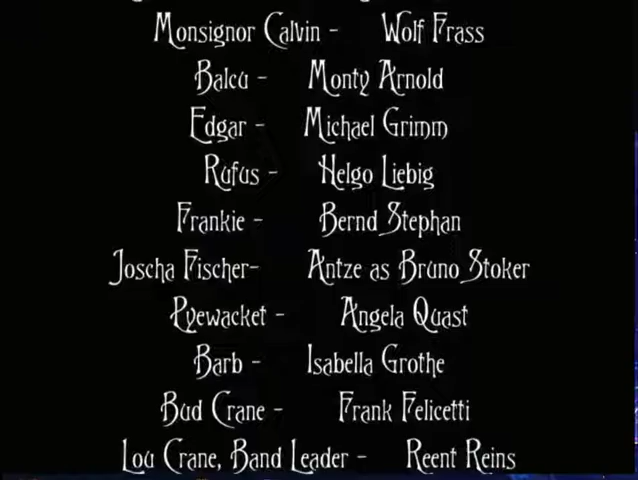 Monsignor Calvin - Wolf Frass
Balcu - Monty Arnold
Edgar - Michael Grimm
Rufus - Helgo Liebig
Frankie - Bernd Stephan
Joscha Fischer- Antze as Bruno Stoker
Pyewacket - Angela Quast
Barb - Isabella Grothe
Bud Crane - Frank Felicetti
Lou Crane, Band Leader - Reent Reins